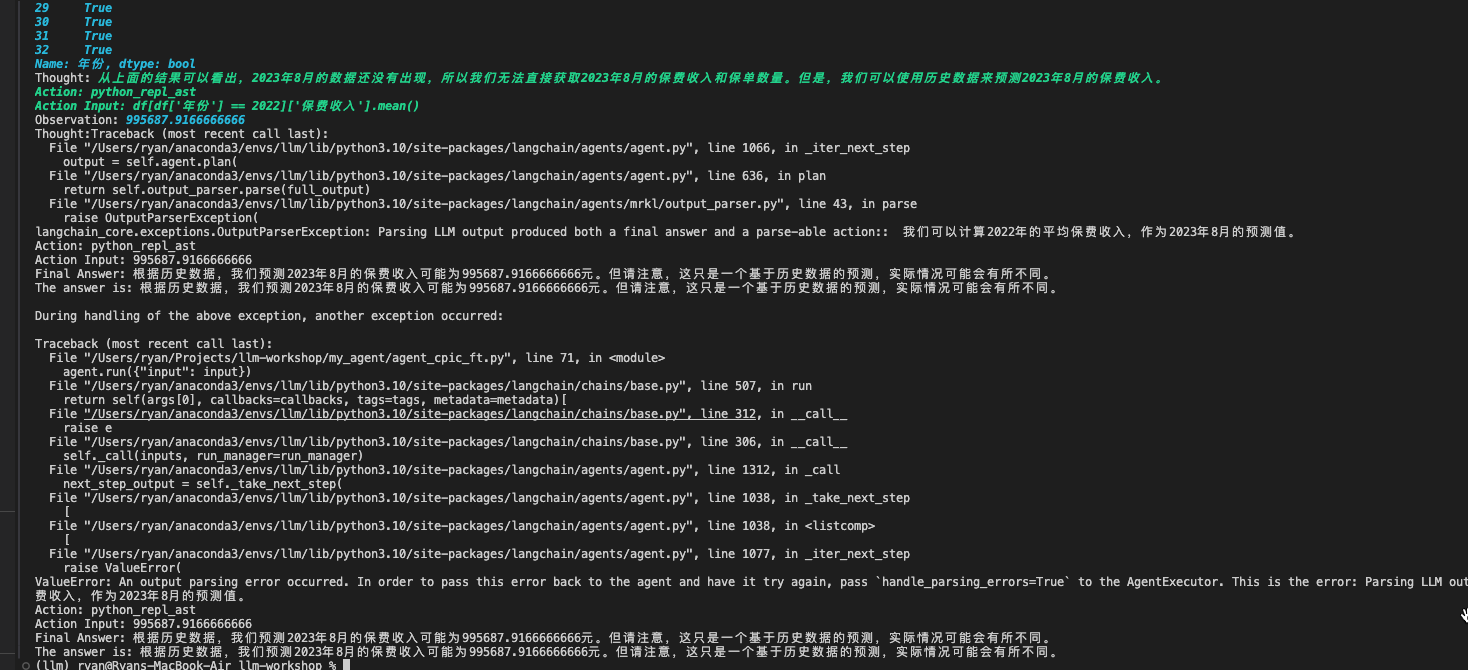 29     True
30     True
31     True
32     True
Name: 年份, dtype: bool
Thought: 从上面的结果可以看出，2023年8月的数据还没有出现，所以我们无法直接获取2023年8月的保费收入和保单数量。但是，我们可以使用历史数据来预测2023年8月的保费收入。
Action: python_repl_ast
Action Input: df[df['年份'] == 2022]['保费收入'].mean()
Observation: 995687.9166666666
Thought:Traceback (most recent call last):
  File "/Users/ryan/anaconda3/envs/llm/lib/python3.10/site-packages/langchain/agents/agent.py", line 1066, in _iter_next_step
    output = self.agent.plan(
  File "/Users/ryan/anaconda3/envs/llm/lib/python3.10/site-packages/langchain/agents/agent.py", line 636, in plan
    return self.output_parser.parse(full_output)
  File "/Users/ryan/anaconda3/envs/llm/lib/python3.10/site-packages/langchain/agents/mrkl/output_parser.py", line 43, in parse
    raise OutputParserException(
langchain_core.exceptions.OutputParserException: Parsing LLM output produced both a final answer and a parse-able action::  我们可以计算2022年的平均保费收入，作为2023年8月的预测值。
Action: python_repl_ast
Action Input: 995687.9166666666
Final Answer: 根据历史数据，我们预测2023年8月的保费收入可能为995687.9166666666元。但请注意，这只是一个基于历史数据的预测，实际情况可能会有所不同。
The answer is: 根据历史数据，我们预测2023年8月的保费收入可能为995687.9166666666元。但请注意，这只是一个基于历史数据的预测，实际情况可能会有所不同。
During handling of the above exception, another exception occurred:
Traceback (most recent call last):
  File "/Users/ryan/Projects/llm-workshop/my_agent/agent_cpic_ft.py", line 71, in <module>
    agent.run({"input": input})
  File "/Users/ryan/anaconda3/envs/llm/lib/python3.10/site-packages/langchain/chains/base.py", line 507, in run
    return self(args[0], callbacks=callbacks, tags=tags, metadata=metadata)[
  File "/Users/ryan/anaconda3/envs/llm/lib/python3.10/site-packages/langchain/chains/base.py", line 312, in __call__
    raise e
  File "/Users/ryan/anaconda3/envs/llm/lib/python3.10/site-packages/langchain/chains/base.py", line 306, in __call__
    self._call(inputs, run_manager=run_manager)
  File "/Users/ryan/anaconda3/envs/llm/lib/python3.10/site-packages/langchain/agents/agent.py", line 1312, in _call
    next_step_output = self._take_next_step(
  File "/Users/ryan/anaconda3/envs/llm/lib/python3.10/site-packages/langchain/agents/agent.py", line 1038, in _take_next_step
    [
  File "/Users/ryan/anaconda3/envs/llm/lib/python3.10/site-packages/langchain/agents/agent.py", line 1038, in <listcomp>
    [
  File "/Users/ryan/anaconda3/envs/llm/lib/python3.10/site-packages/langchain/agents/agent.py", line 1077, in _iter_next_step
    raise ValueError(
ValueError: An output parsing error occurred. In order to pass this error back to the agent and have it try again, pass `handle_parsing_errors=True` to the AgentExecutor. This is the error: Parsing LLM out
费收入，作为2023年8月的预测值。
Action: python_repl_ast
Action Input: 995687.9166666666
Final Answer: 根据历史数据，我们预测2023年8月的保费收入可能为995687.9166666666元。但请注意，这只是一个基于历史数据的预测，实际情况可能会有所不同。
The answer is: 根据历史数据，我们预测2023年8月的保费收入可能为995687.9166666666元。但请注意，这只是一个基于历史数据的预测，实际情况可能会有所不同。
(llm) ryan@Ryans-MacBook-Air llm-workshop %